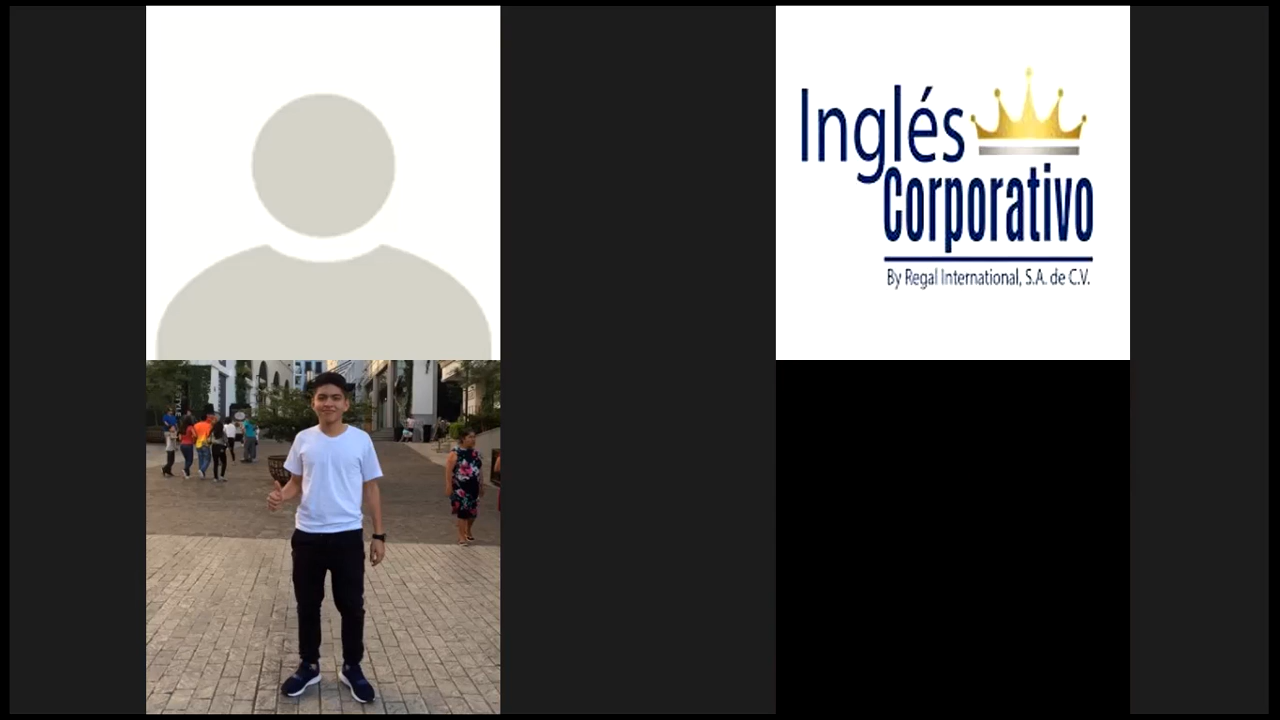 Inglés
Corporativo
By Regal International, S.A. de C.V.